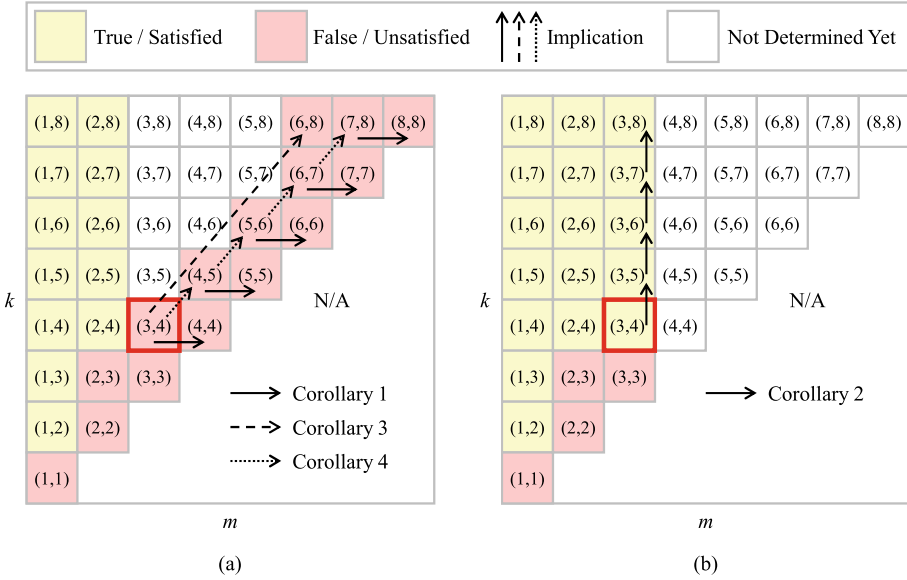 True / Satisfied False / Unsatisfied Implication Not Determined Yet
(1,8) (2,8) (3,8) (4,8) (5,8) (6,8) (7,8) (8,8)
(1,7) (2,7) (3,7) (4,7) (5,7) (6,7) (7,7)
(1,6) (2,6) (3,6) (4,6) (5,6) (6,6)
(1,5) (2,5) (3,5) (4,5) (5,5)
k N/A
(1,4) (2,4) (3,4) (4,4)
(1,3) (2,3) (3,3)
Corollary 1
(1,2) (2,2)
Corollary 3
(1,1)
Corollary 4
m
(a)
(1,8) (2,8) (3,8) (4,8) (5,8) (6,8) (7,8) (8,8)
(1,7) (2,7) (3,7) (4,7) (5,7) (6,7) (7,7)
(1,6) (2,6) (3,6) (4,6) (5,6) (6,6)
(1,5) (2,5) (3,5) (4,5) (5,5)
k N/A
(1,4) (2,4) (3,4) (4,4)
(1,3) (2,3) (3,3)
Corollary 2
(1,2) (2,2)
(1,1)
m
(b)